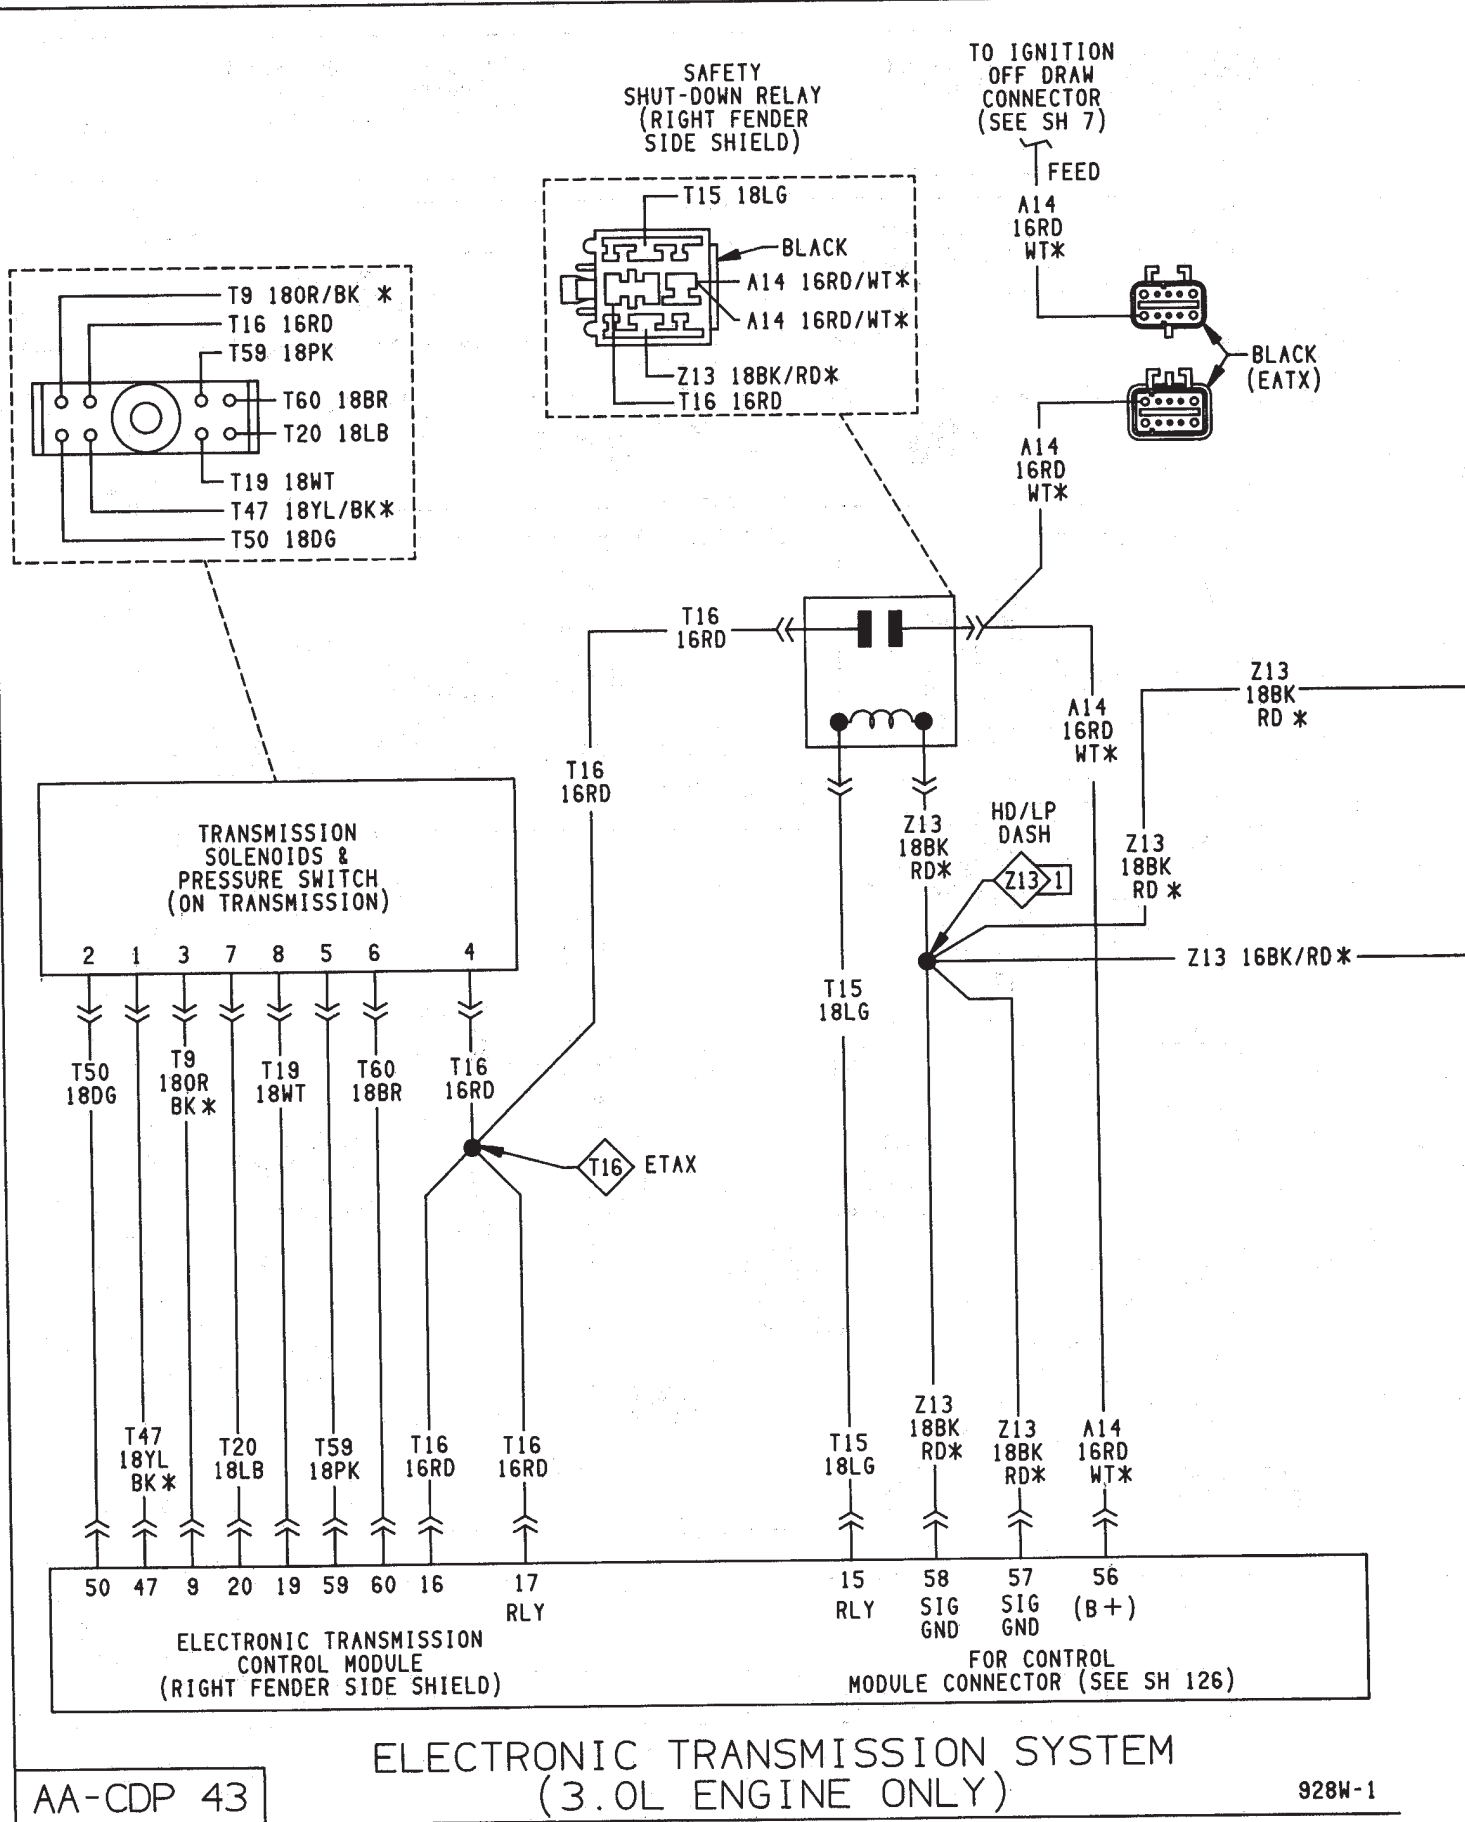 TO IGNITION
OFF DRAW
CONNECTOR
(SEE SH 7)
FEED
A14
16RD
WT*
SAFETY
SHUT-DOWN RELAY
(RIGHT FENDER
SIDE SHIELD)
T15 18LG
BLACK
A14 16RD/WT*
A14 16RD/WT*
Z13 18BK/RD*
T16 16RD
T9 18OR/BK *
T16 16RD
T59 18PK
T60 18BR
T20 18LB
T19 18WT
T47 18YL/BK*
T50 18DG
BLACK
(EATX)
A14
16RD
WT*
T16
16RD
T16
16RD
A14
16RD
WT*
Z13
18BK
RD *
Z13
18BK
RD *
Z13
18BK
RD*
HD/LP
DASH
Z13 1
Z13 16BK/RD*
TRANSMISSION
SOLENOIDS &
PRESSURE SWITCH
(ON TRANSMISSION)
2 1 3 7 8 5 6 4
T50
18DG
T9
18OR
BK*
T19
18WT
T60
18BR
T16
16RD
T15
18LG
T16 ETAX
T47
18YL
BK*
T20
18LB
T59
18PK
T16
16RD
T16
16RD
T15
18LG
Z13
18BK
RD*
Z13
18BK
RD*
A14
16RD
WT*
50 47 9 20 19 59 60 16 17 15 58 57 56
RLY RLY SIG GND SIG GND (B+)
ELECTRONIC TRANSMISSION
CONTROL MODULE
(RIGHT FENDER SIDE SHIELD)
FOR CONTROL
MODULE CONNECTOR (SEE SH 126)
ELECTRONIC TRANSMISSION SYSTEM
(3.0L ENGINE ONLY)
AA-CDP 43
928W-1